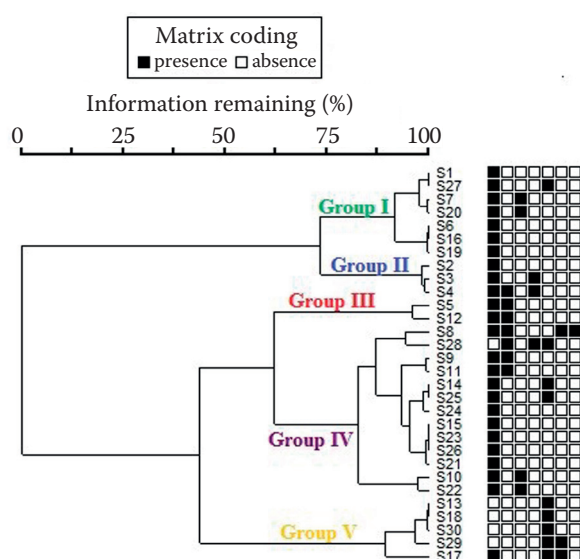 Matrix coding
■ presence □ absence
Information remaining (%)
0 25 50 75 100
S1
S27
S7
Group I
S20
S6
S16
S19
Group II
S2
S3
S4
Group III
S5
S12
S8
S28
S9
S11
S14
S25
S24
S15
Group IV
S23
S26
S21
S10
S22
S13
S18
Group V
S30
S29
S17